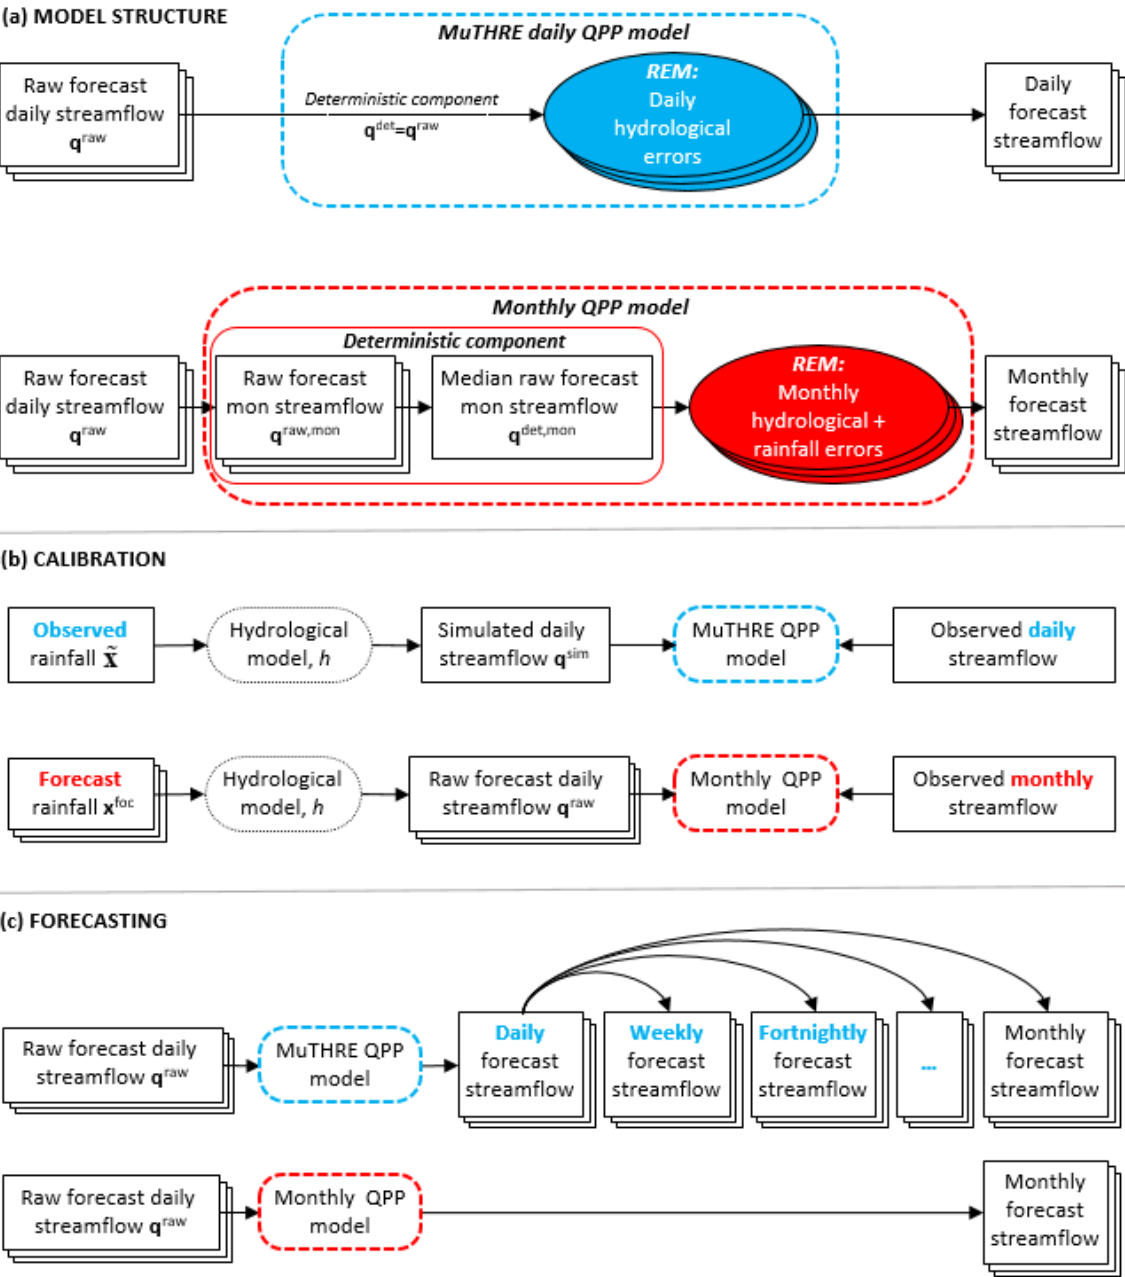 (a) MODEL STRUCTURE
MuTHRE daily QPP model
Raw forecast
daily streamflow
q^raw
Deterministic component
q^det=q^raw
REM:
Daily
hydrological
errors
Daily
forecast
streamflow
Monthly QPP model
Deterministic component
Raw forecast
daily streamflow
q^raw
Raw forecast
mon streamflow
q^raw,mon
Median raw forecast
mon streamflow
q^det,mon
REM:
Monthly
hydrological +
rainfall errors
Monthly
forecast
streamflow
(b) CALIBRATION
Observed
rainfall x̃
Hydrological
model, h
Simulated daily
streamflow q^sim
MuTHRE QPP
model
Observed daily
streamflow
Forecast
rainfall x^foc
Hydrological
model, h
Raw forecast daily
streamflow q^raw
Monthly QPP
model
Observed monthly
streamflow
(c) FORECASTING
Raw forecast daily
streamflow q^raw
MuTHRE QPP
model
Daily
forecast
streamflow
Weekly
forecast
streamflow
Fortnightly
forecast
streamflow
...
Monthly
forecast
streamflow
Raw forecast daily
streamflow q^raw
Monthly QPP
model
Monthly
forecast
streamflow